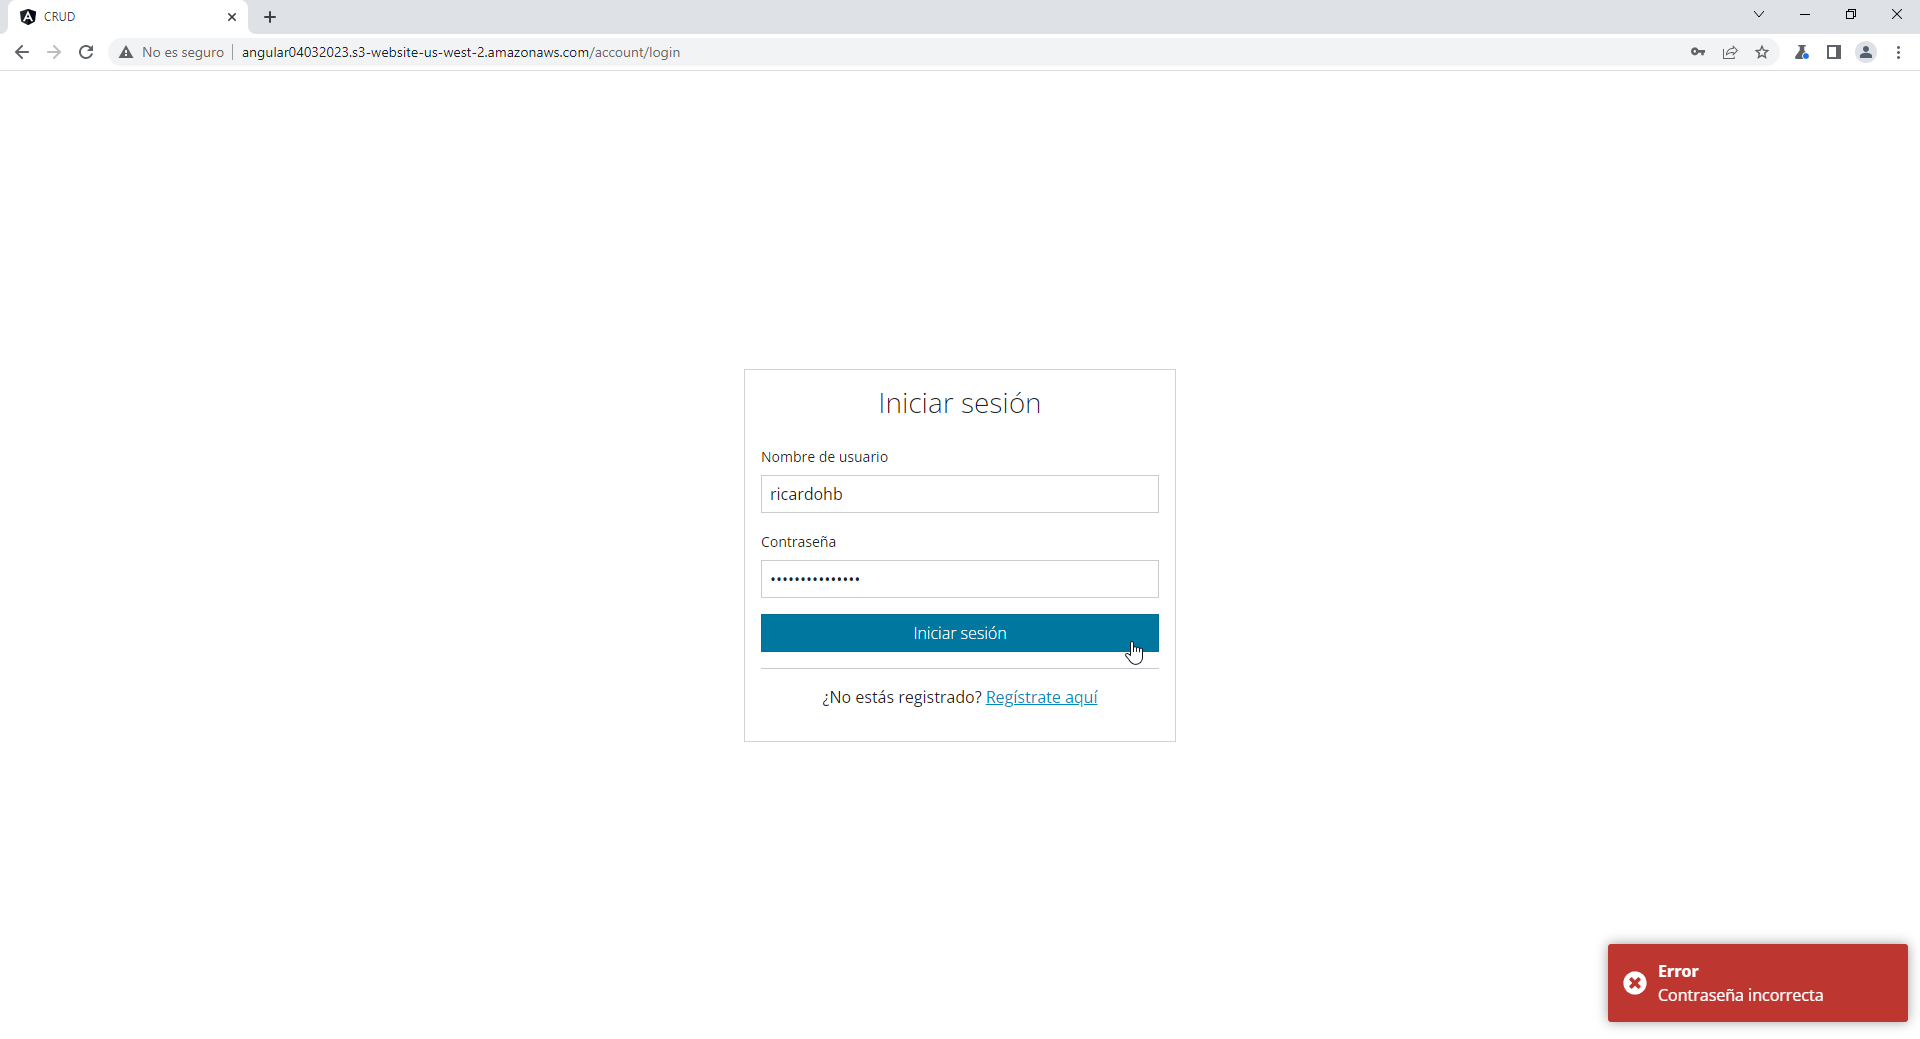 CRUD
No es seguro
angular04032023.s3-website-us-west-2.amazonaws.com/account/login
Iniciar sesión
Nombre de usuario
ricardohb
Contraseña
•••••••••••••••
Iniciar sesión
¿No estás registrado? Regístrate aquí
Error
Contraseña incorrecta